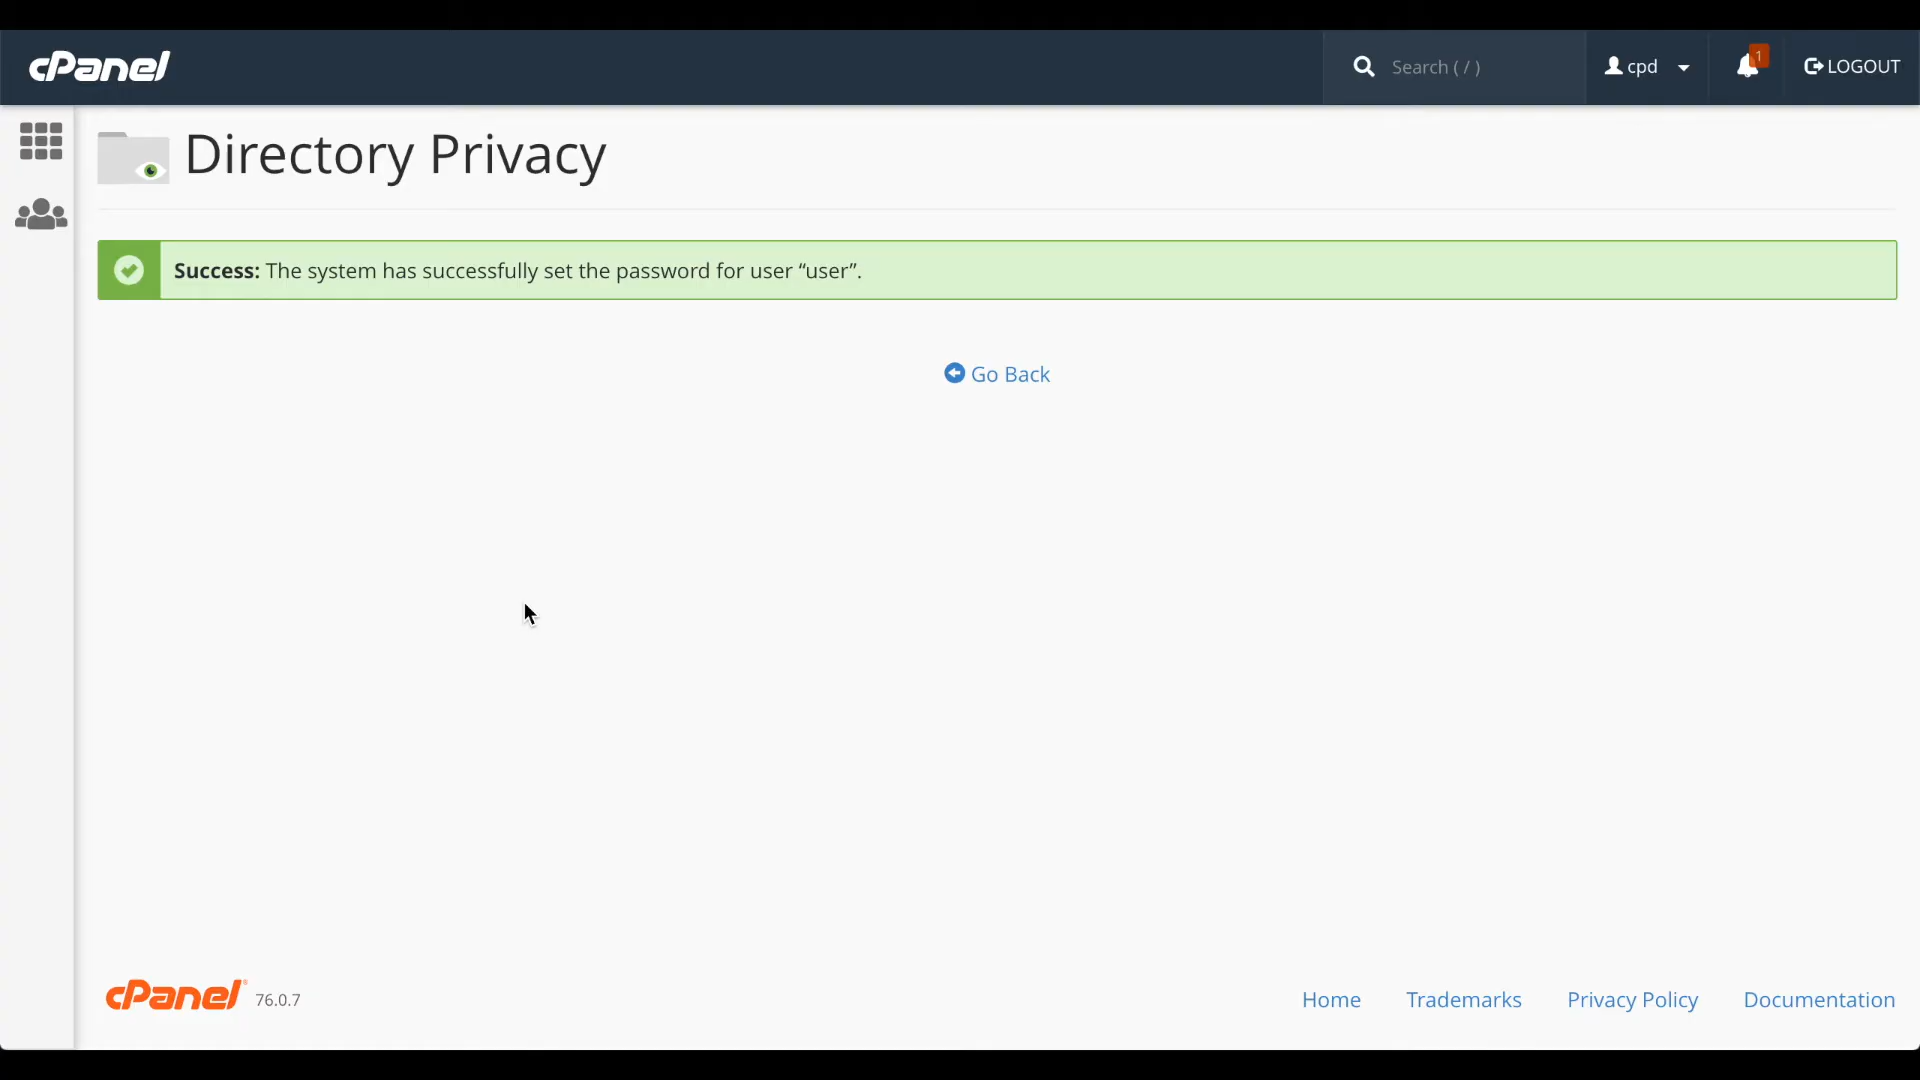 cPanel
Search ( / )
cpd
1
LOGOUT
Directory Privacy
Success: The system has successfully set the password for user “user”.
Go Back
cPanel® 76.0.7
Home
Trademarks
Privacy Policy
Documentation